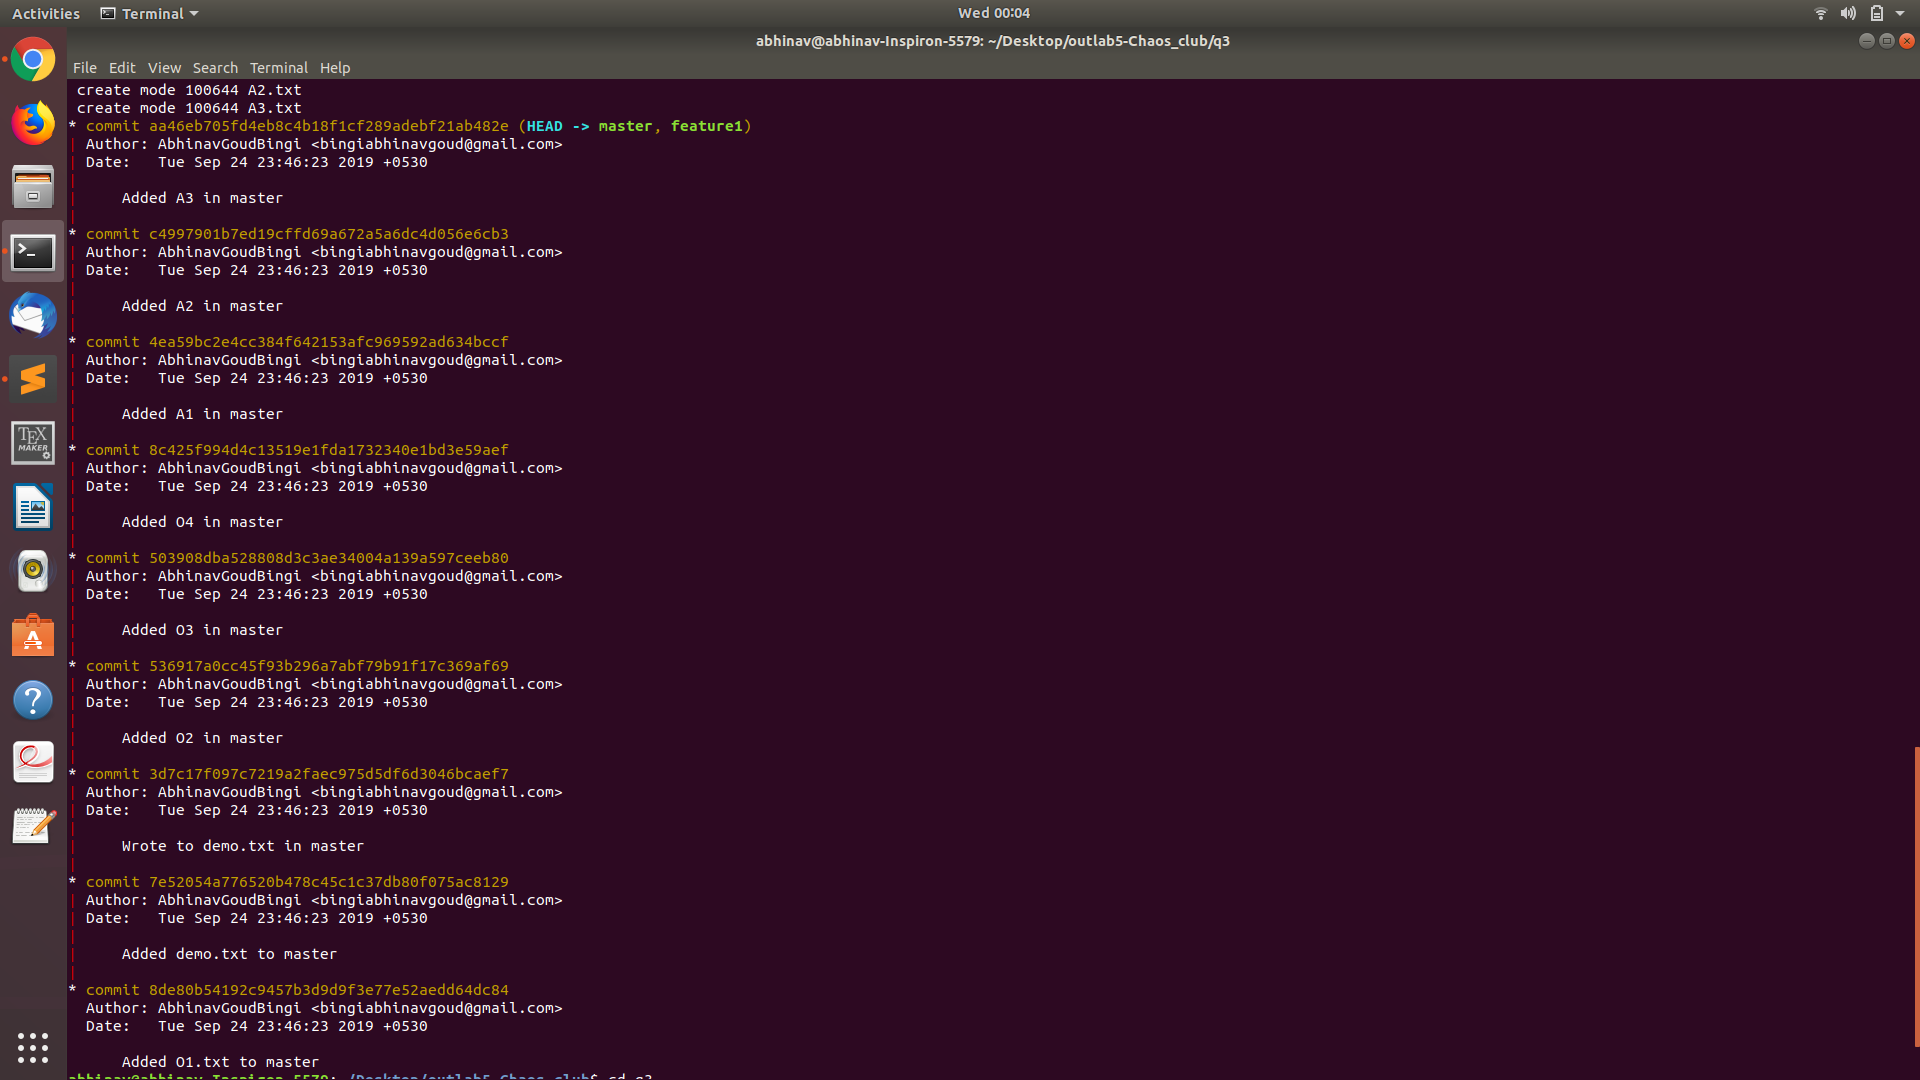 Activities Terminal Wed 00:04
abhinav@abhinav-Inspiron-5579: ~/Desktop/outlab5-Chaos_club/q3
File Edit View Search Terminal Help
create mode 100644 A2.txt
create mode 100644 A3.txt
* commit aa46eb705fd4eb8c4b18f1cf289adebf21ab482e (HEAD -> master, feature1)
| Author: AbhinavGoudBingi <bingiabhinavgoud@gmail.com>
| Date:   Tue Sep 24 23:46:23 2019 +0530
|
|     Added A3 in master
|
* commit c4997901b7ed19cffd69a672a5a6dc4d056e6cb3
| Author: AbhinavGoudBingi <bingiabhinavgoud@gmail.com>
| Date:   Tue Sep 24 23:46:23 2019 +0530
|
|     Added A2 in master
|
* commit 4ea59bc2e4cc384f642153afc969592ad634bccf
| Author: AbhinavGoudBingi <bingiabhinavgoud@gmail.com>
| Date:   Tue Sep 24 23:46:23 2019 +0530
|
|     Added A1 in master
|
* commit 8c425f994d4c13519e1fda1732340e1bd3e59aef
| Author: AbhinavGoudBingi <bingiabhinavgoud@gmail.com>
| Date:   Tue Sep 24 23:46:23 2019 +0530
|
|     Added O4 in master
|
* commit 503908dba528808d3c3ae34004a139a597ceeb80
| Author: AbhinavGoudBingi <bingiabhinavgoud@gmail.com>
| Date:   Tue Sep 24 23:46:23 2019 +0530
|
|     Added O3 in master
|
* commit 536917a0cc45f93b296a7abf79b91f17c369af69
| Author: AbhinavGoudBingi <bingiabhinavgoud@gmail.com>
| Date:   Tue Sep 24 23:46:23 2019 +0530
|
|     Added O2 in master
|
* commit 3d7c17f097c7219a2faec975d5df6d3046bcaef7
| Author: AbhinavGoudBingi <bingiabhinavgoud@gmail.com>
| Date:   Tue Sep 24 23:46:23 2019 +0530
|
|     Wrote to demo.txt in master
|
* commit 7e52054a776520b478c45c1c37db80f075ac8129
| Author: AbhinavGoudBingi <bingiabhinavgoud@gmail.com>
| Date:   Tue Sep 24 23:46:23 2019 +0530
|
|     Added demo.txt to master
|
* commit 8de80b54192c9457b3d9d9f3e77e52aedd64dc84
Author: AbhinavGoudBingi <bingiabhinavgoud@gmail.com>
Date:   Tue Sep 24 23:46:23 2019 +0530
Added O1.txt to master
abhinav@abhinav-Inspiron-5579:~/Desktop/outlab5-Chaos_club$ cd q3
TEX
MAKER